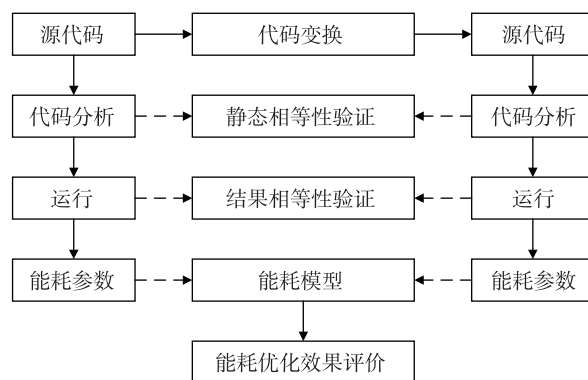 源代码
代码变换
源代码
代码分析
静态相等性验证
代码分析
运行
结果相等性验证
运行
能耗参数
能耗模型
能耗参数
能耗优化效果评价